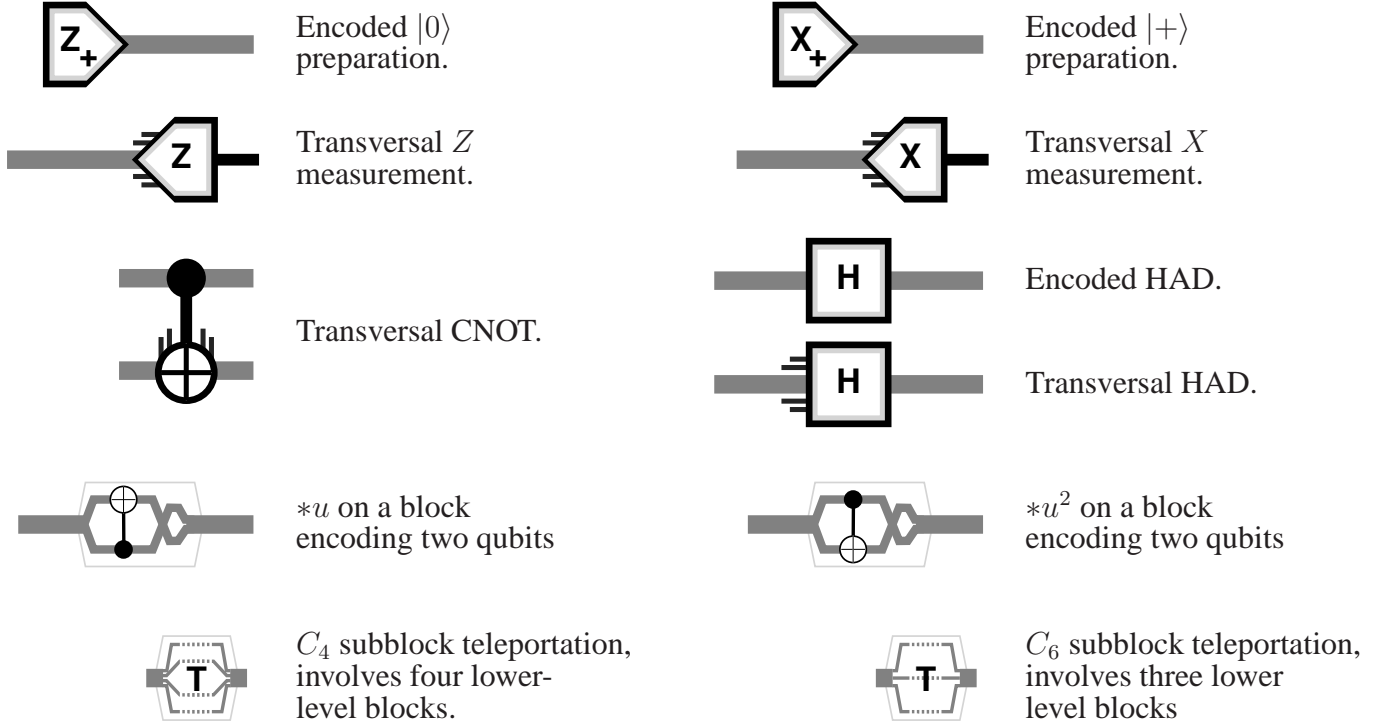 Z+
Encoded |0⟩
preparation.
X+
Encoded |+⟩
preparation.
Z
Transversal Z
measurement.
X
Transversal X
measurement.
Transversal CNOT.
H
Encoded HAD.
H
Transversal HAD.
∗u on a block
encoding two qubits
∗u² on a block
encoding two qubits
T
C₄ subblock teleportation,
involves four lower-
level blocks.
T
C₆ subblock teleportation,
involves three lower
level blocks